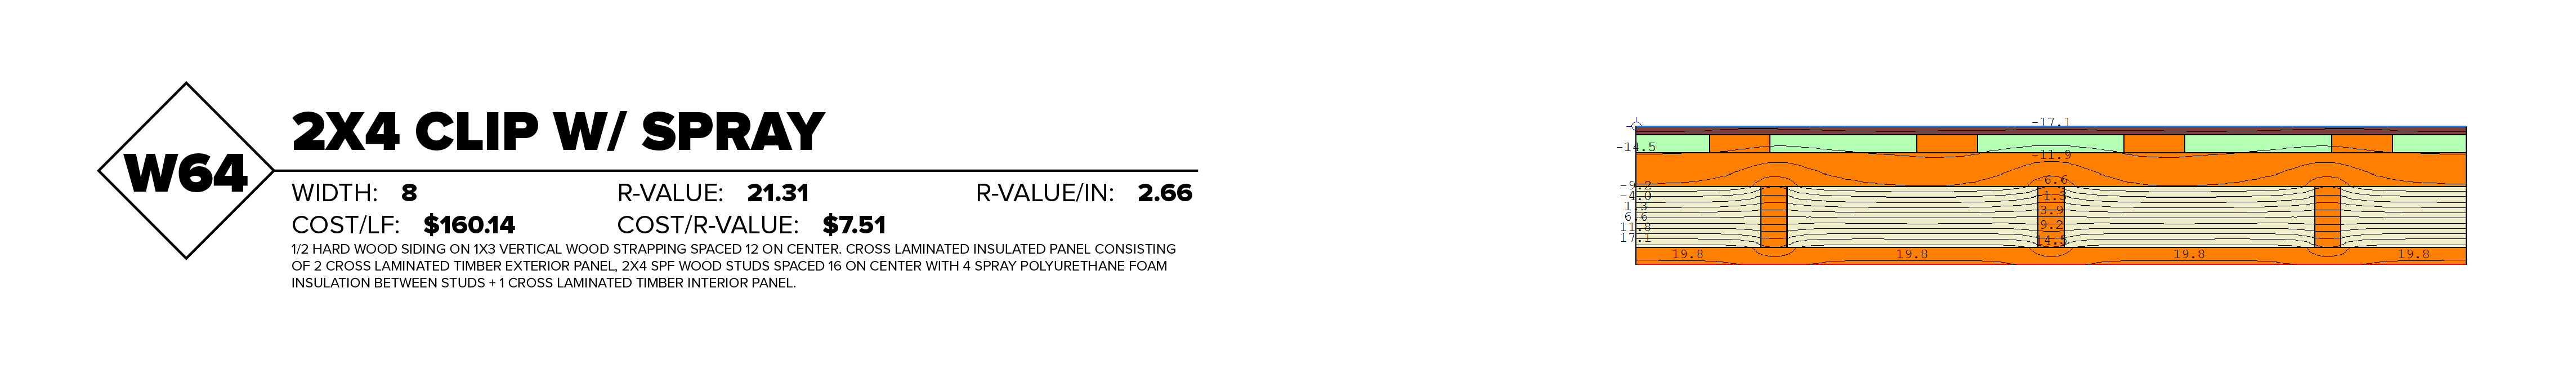 W64
2X4 CLIP W/ SPRAY
WIDTH: 8 R-VALUE: 21.31 R-VALUE/IN: 2.66
COST/LF: $160.14 COST/R-VALUE: $7.51
1/2 HARD WOOD SIDING ON 1X3 VERTICAL WOOD STRAPPING SPACED 12 ON CENTER. CROSS LAMINATED INSULATED PANEL CONSISTING
OF 2 CROSS LAMINATED TIMBER EXTERIOR PANEL, 2X4 SPF WOOD STUDS SPACED 16 ON CENTER WITH 4 SPRAY POLYURETHANE FOAM
INSULATION BETWEEN STUDS + 1 CROSS LAMINATED TIMBER INTERIOR PANEL.
-17.1
-14.5
-11.9
-6.6
-9.2
-4.0
-1.3
1.3
3.9
6.6
9.2
11.8
14.5
17.1
19.8 19.8 19.8 19.8